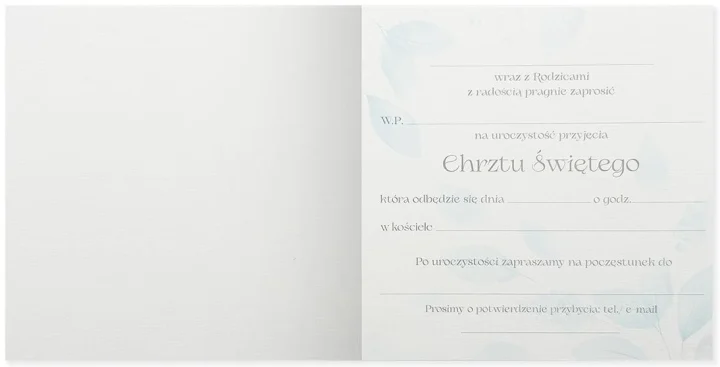 wraz z Rodzicami
z radością pragnie zaprosić
W.P.
na uroczystość przyjęcia
Chrztu Świętego
która odbędzie się dnia o godz.
w kościele
Po uroczystości zapraszamy na poczęstunek do
Prosimy o potwierdzenie przybycia: tel./ e-mail